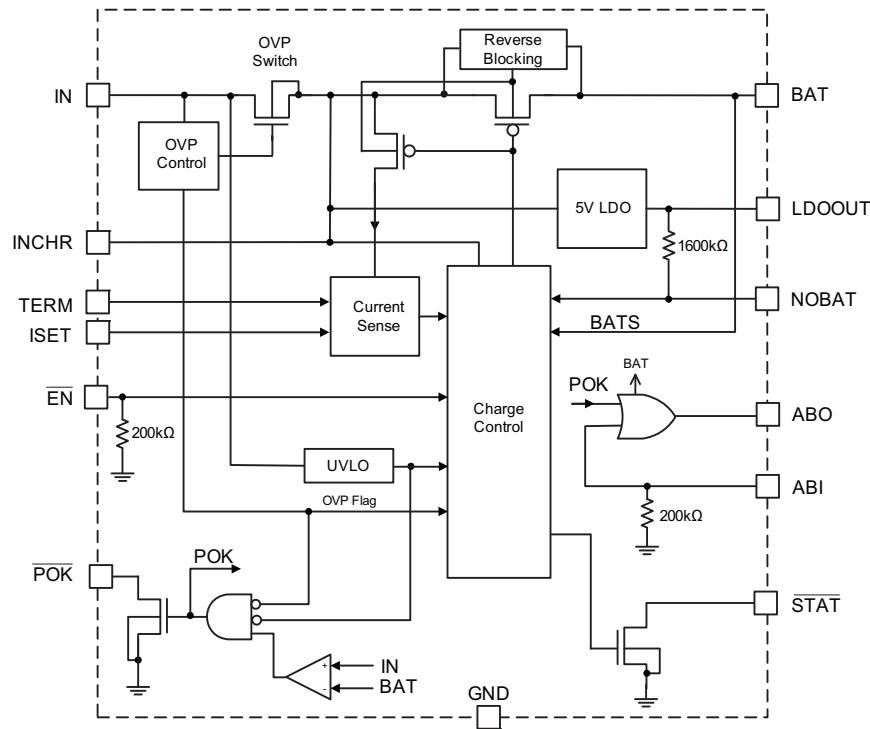 OVP
Switch
Reverse
Blocking
IN
BAT
OVP
Control
5V LDO
LDOOUT
1600kΩ
INCHR
TERM
ISET
Current
Sense
NOBAT
BATS
EN
200kΩ
Charge
Control
BAT
POK
ABO
UVLO
OVP Flag
ABI
200kΩ
POK
POK
STAT
+
-
IN
BAT
GND